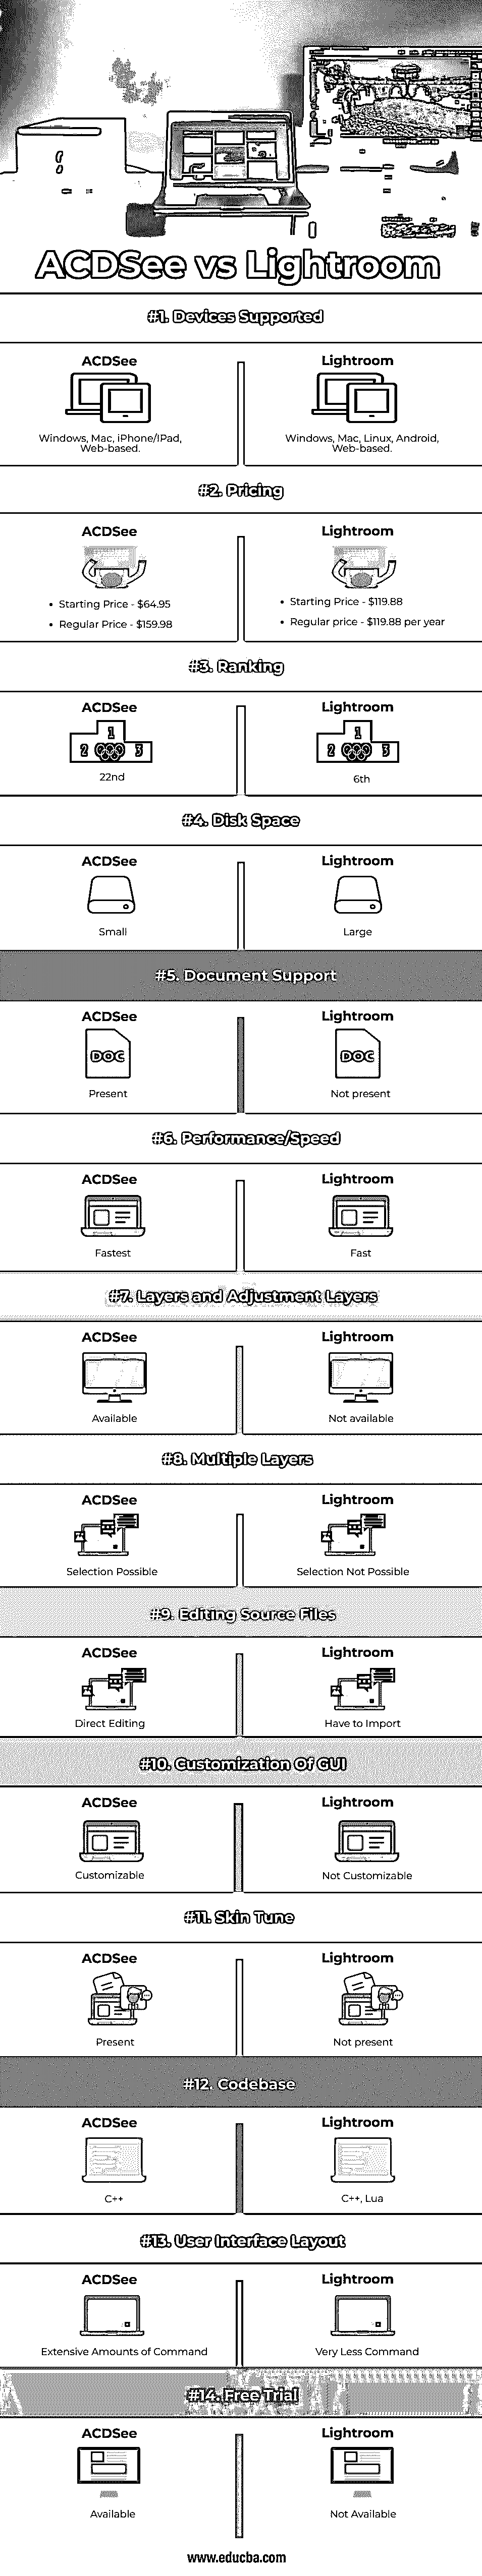 ACDSee vs Lightroom
#1. Devices Supported
ACDSee
Lightroom
Windows, Mac, iPhone/IPad,
Web-based.
Windows, Mac, Linux, Android,
Web-based.
#2. Pricing
ACDSee
Lightroom
• Starting Price - $64.95
• Regular Price - $159.98
• Starting Price - $119.88
• Regular price - $119.88 per year
#3. Ranking
ACDSee
Lightroom
1
2 3
1
2 3
22nd
6th
#4. Disk Space
ACDSee
Lightroom
Small
Large
#5. Document Support
ACDSee
Lightroom
DOC
DOC
Present
Not present
#6. Performance/Speed
ACDSee
Lightroom
Fastest
Fast
#7. Layers and Adjustment Layers
ACDSee
Lightroom
Available
Not available
#8. Multiple Layers
ACDSee
Lightroom
Selection Possible
Selection Not Possible
#9. Editing Source Files
ACDSee
Lightroom
Direct Editing
Have to Import
#10. Customization Of GUI
ACDSee
Lightroom
Customizable
Not Customizable
#11. Skin Tune
ACDSee
Lightroom
Present
Not present
#12. Codebase
ACDSee
Lightroom
C++
C++, Lua
#13. User Interface Layout
ACDSee
Lightroom
Extensive Amounts of Command
Very Less Command
#14. Free Trial
ACDSee
Lightroom
Available
Not Available
www.educba.com